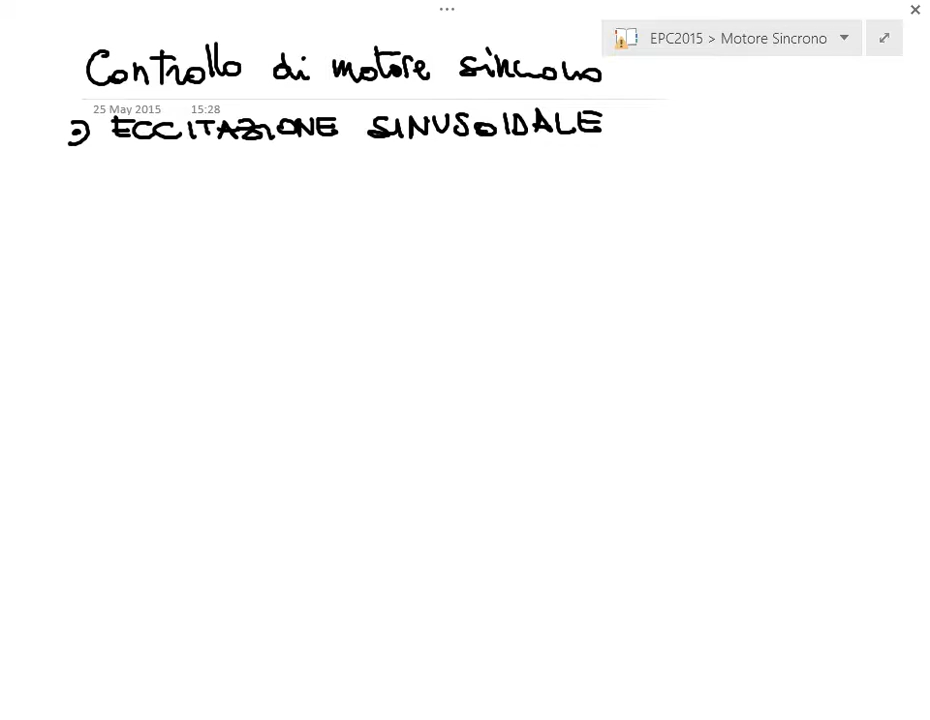 EPC2015 > Motore Sincrono
Controllo di motore sincrono
25 May 2015 15:28
ECCITAZIONE SINUSOIDALE